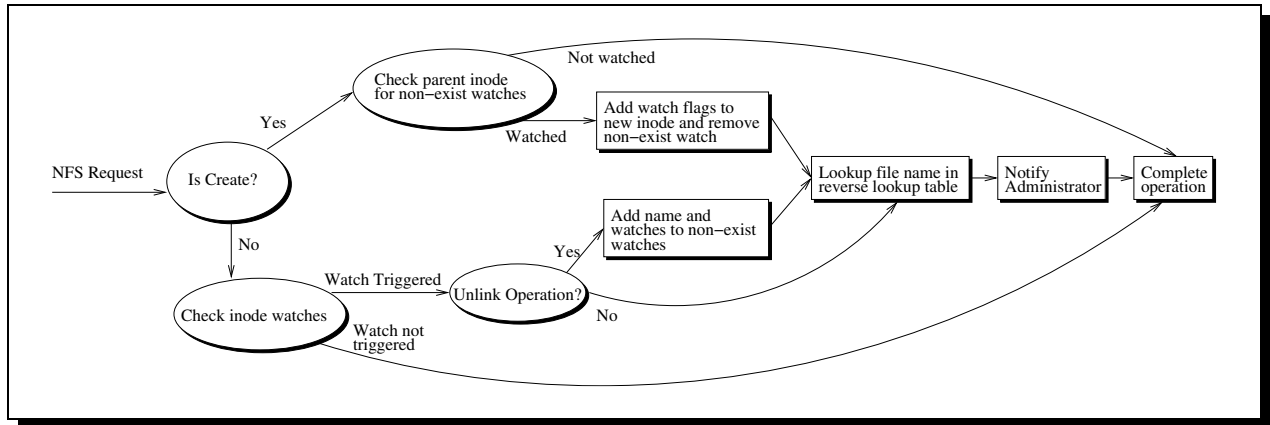 Not watched
Check parent inode
for non−exist watches
Add watch flags to
new inode and remove
non−exist watch
Yes
Watched
NFS Request
Is Create?
Lookup file name in
reverse lookup table
Notify
Administrator
Complete
operation
Add name and
watches to non−exist
watches
No
Yes
Watch Triggered
Unlink Operation?
No
Check inode watches
Watch not
triggered